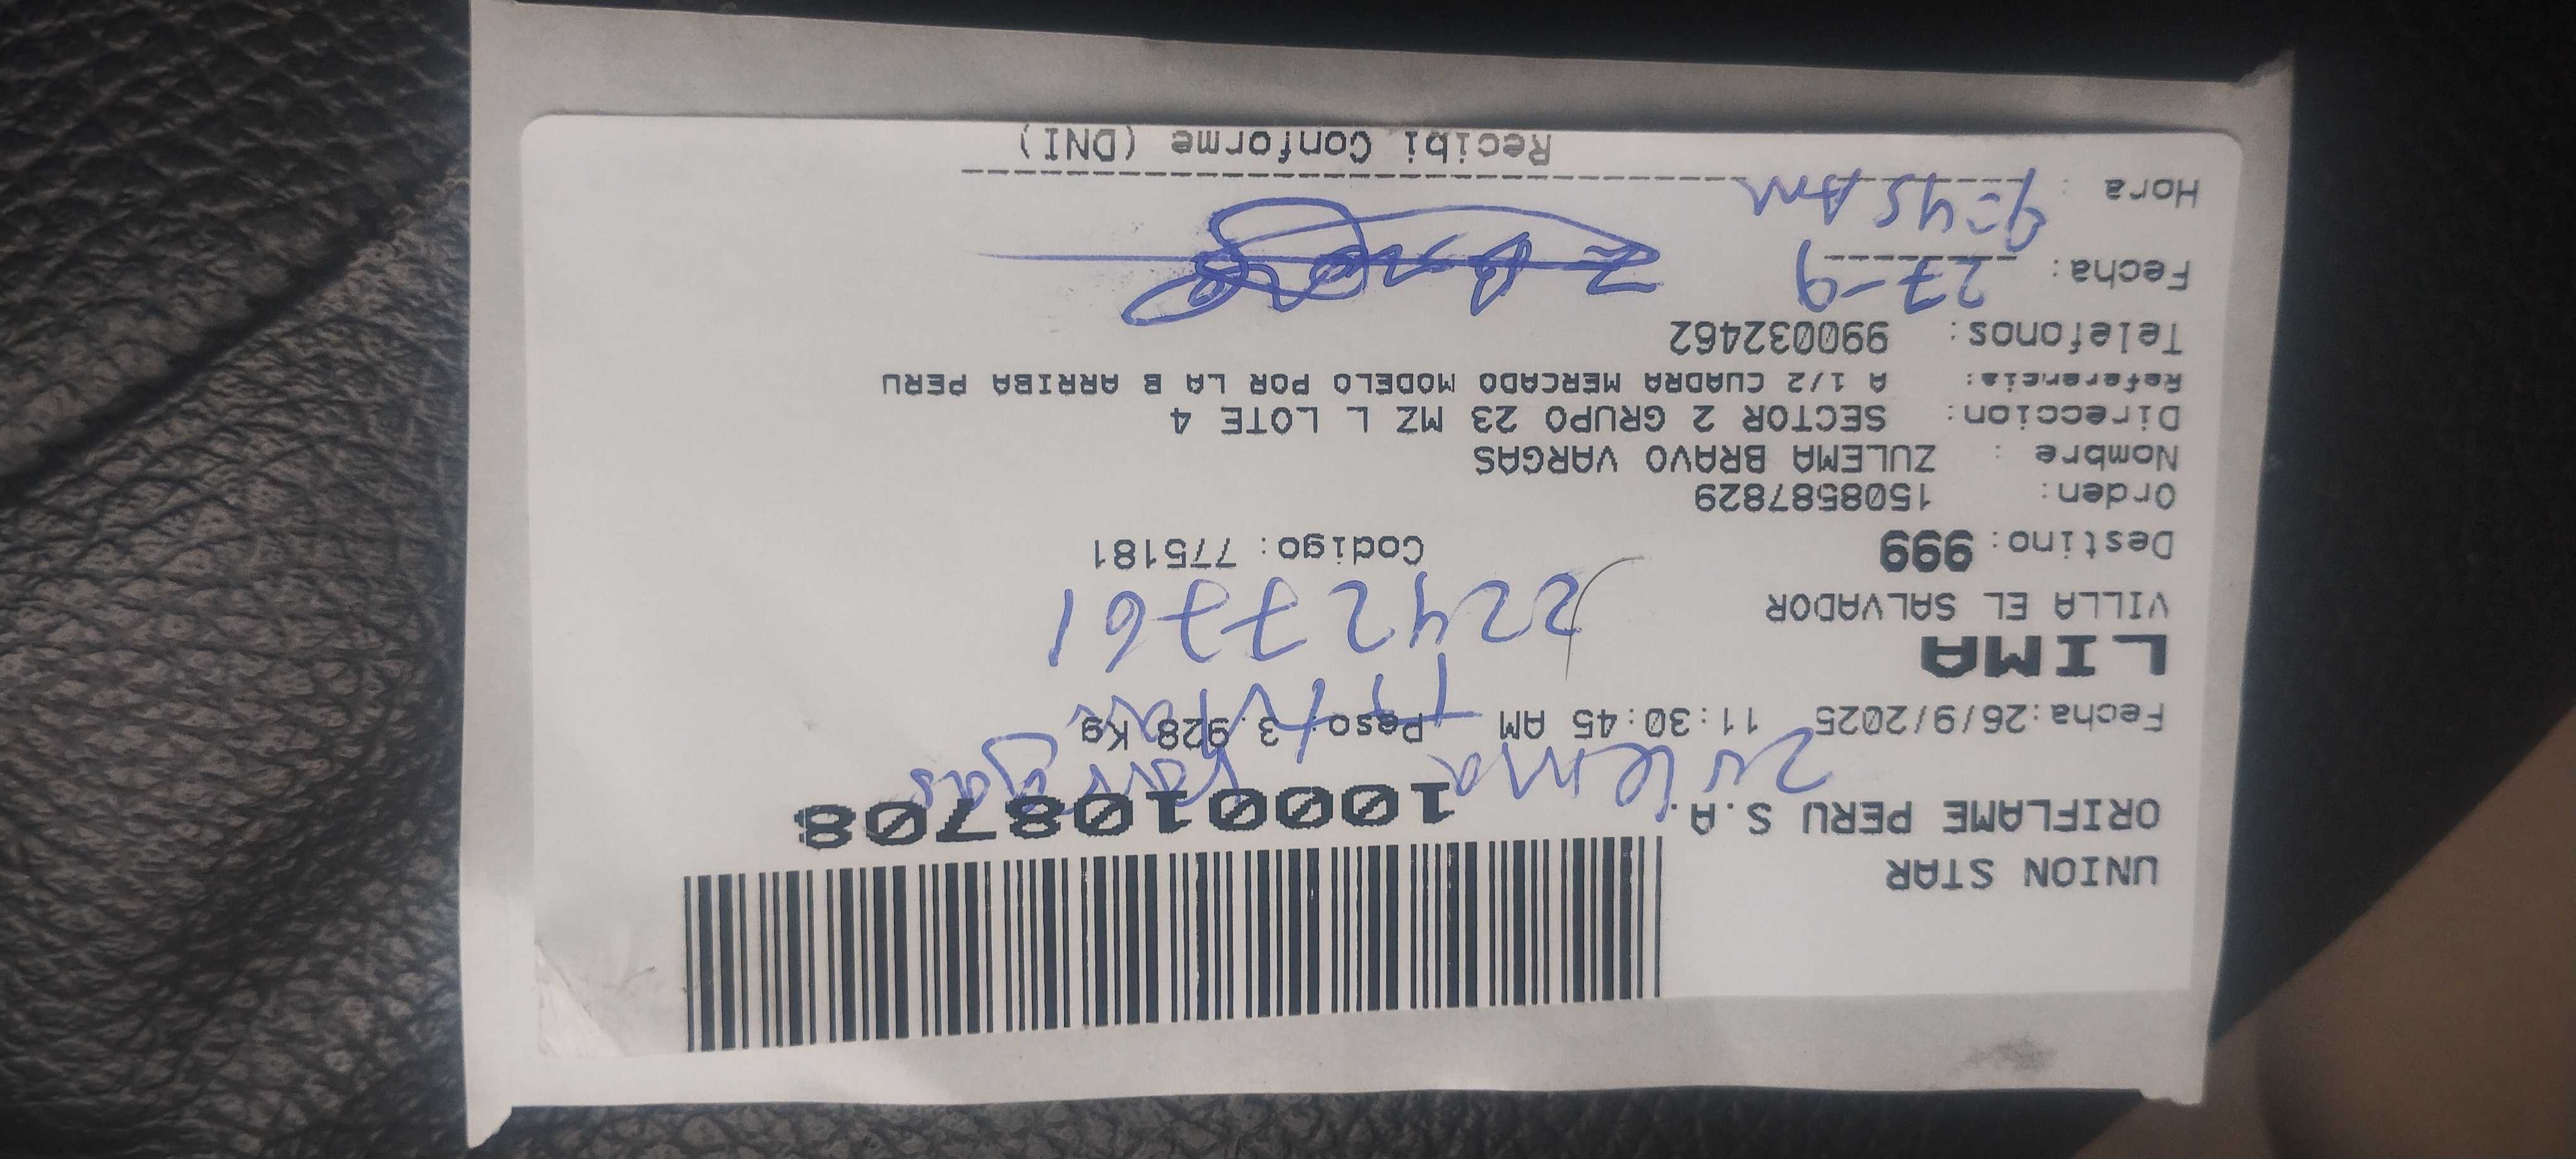 1000108708
UNION STAR
ORIFLAME PERU S.A.
Zulema Vargas
Fecha:26/9/2025 11:30:45 AM Peso: 3.928 Kg
LIMA
VILLA EL SALVADOR
22427761
Destino: 999 Codigo: 775181
Orden: 1508587829
Nombre : ZULEMA BRAVO VARGAS
Direccion: SECTOR 2 GRUPO 23 MZ L LOTE 4
Referencia: A 1/2 CUADRA MERCADO MODELO POR LA B ARRIBA PERU
Telefonos: 990032462
Fecha: 27-9
Hora : 9:45 AM
Recibi Conforme (DNI)